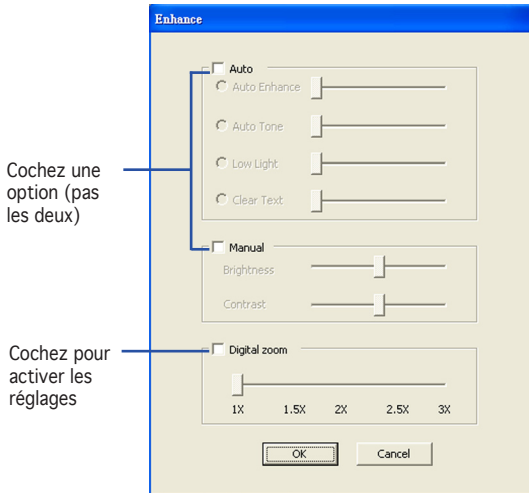 Enhance
Auto
Auto Enhance
Auto Tone
Low Light
Clear Text
Cochez une
option (pas
les deux)
Manual
Brightness
Contrast
Cochez pour
activer les
réglages
Digital zoom
1X 1.5X 2X 2.5X 3X
OK Cancel